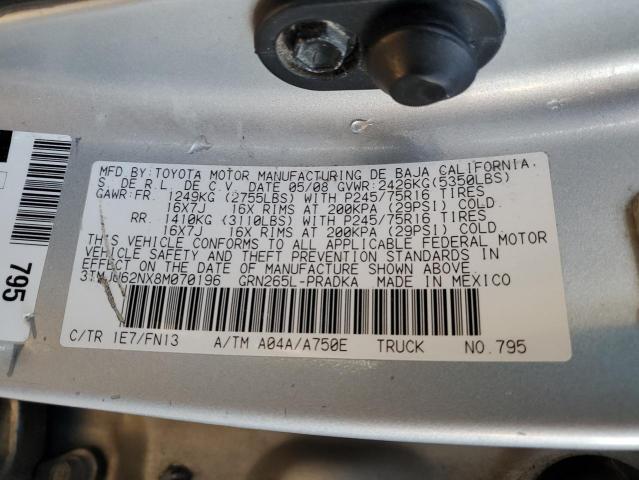 MFD BY: TOYOTA MOTOR MANUFACTURING DE BAJA CALIFORNIA,
S. DE R.L. DE C.V. DATE 05/08 GVWR:2426KG(5350LBS)
GAWR:FR. 1249KG (2755LBS) WITH P245/75R16 TIRES
16X7J 16X RIMS AT 200KPA (29PSI) COLD.
RR. 1410KG (3110LBS) WITH P245/75R16 TIRES
16X7J 16X RIMS AT 200KPA (29PSI) COLD.
THIS VEHICLE CONFORMS TO ALL APPLICABLE FEDERAL MOTOR
VEHICLE SAFETY AND THEFT PREVENTION STANDARDS IN
EFFECT ON THE DATE OF MANUFACTURE SHOWN ABOVE.
3TMJU62NX8M070196 GRN265L-PRADKA MADE IN MEXICO
C/TR 1E7/FN13 A/TM A04A/A750E TRUCK NO.795
795